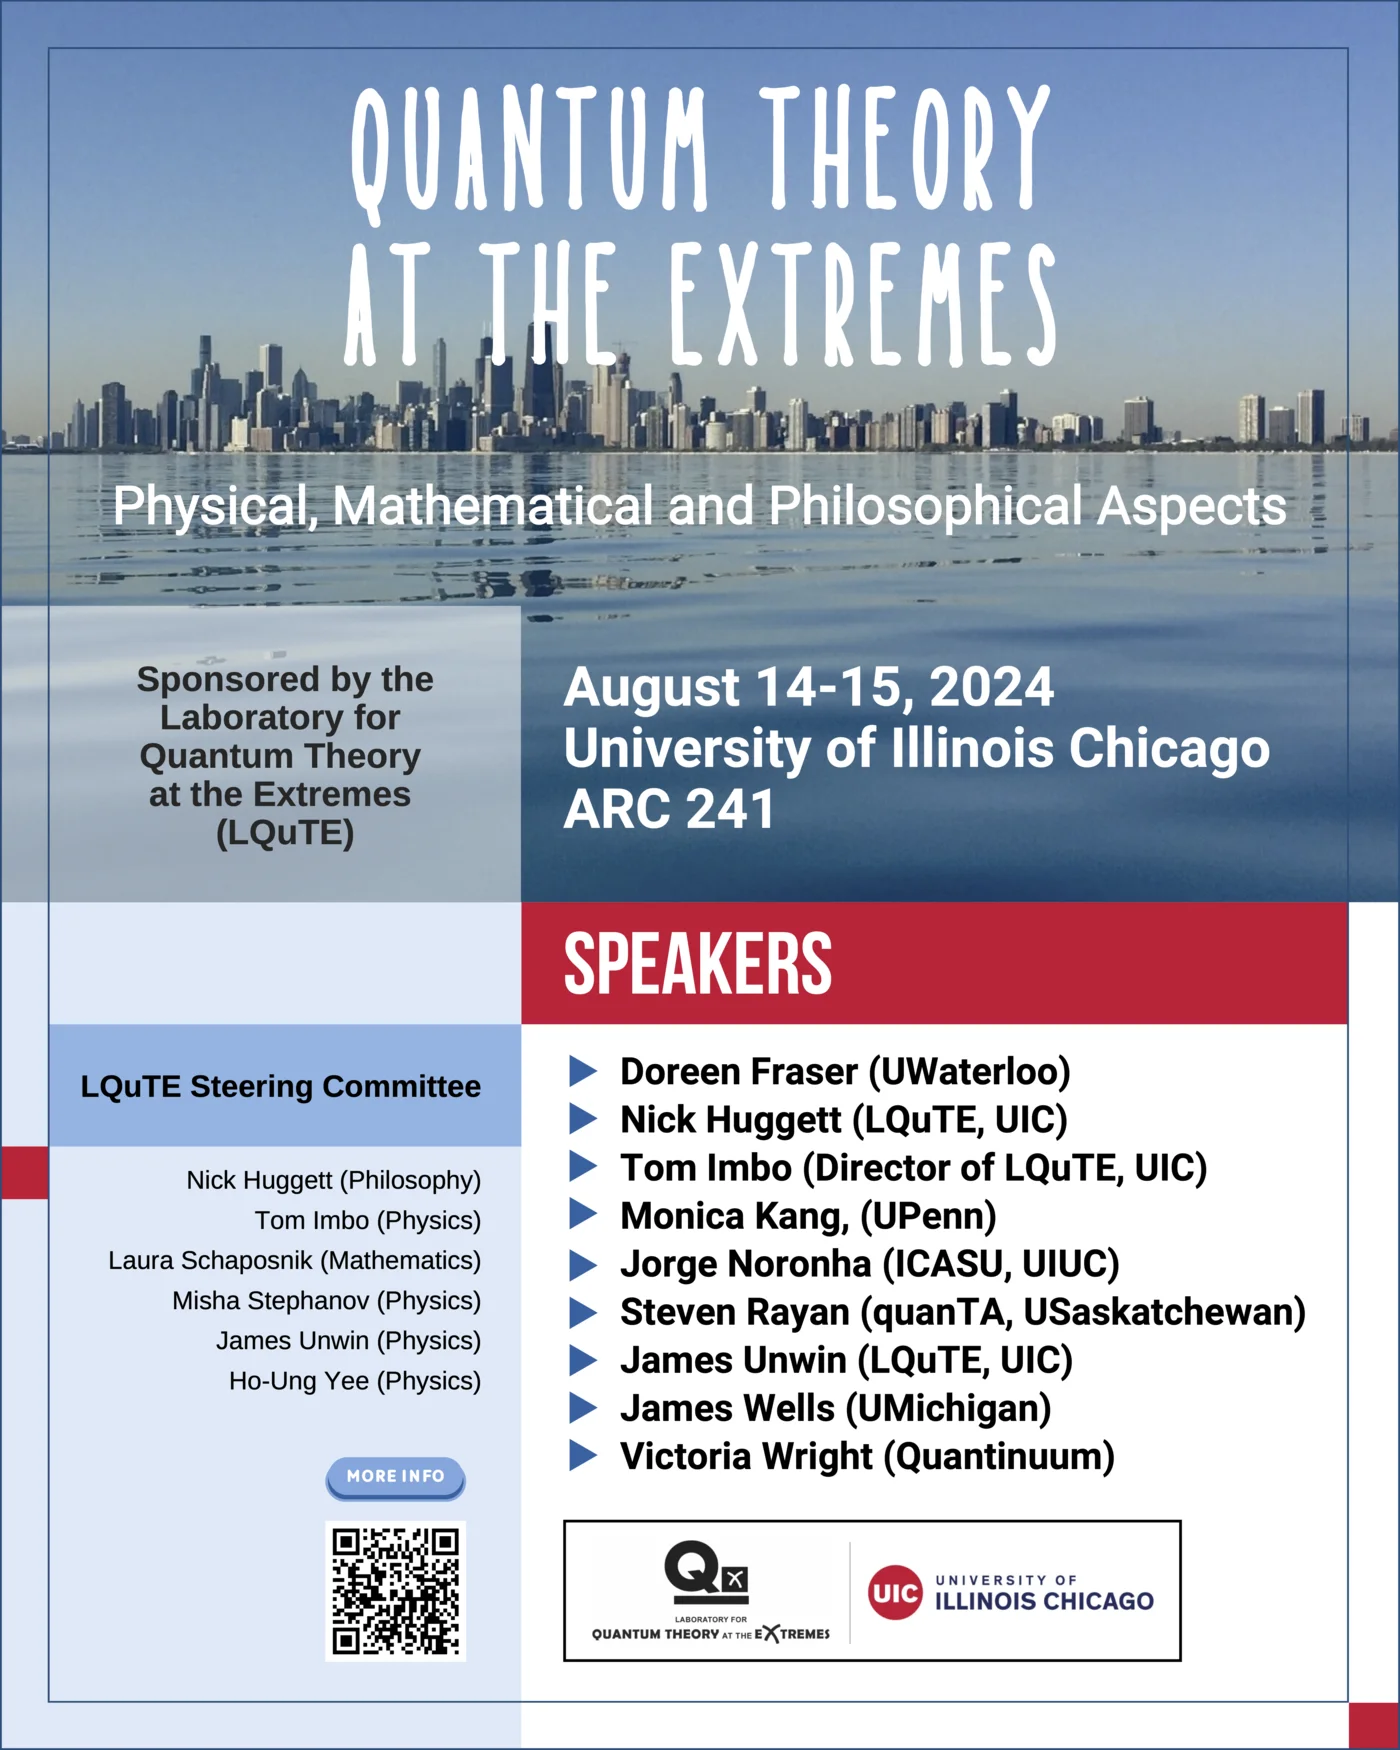 QUANTUM THEORY
AT THE EXTREMES
Physical, Mathematical and Philosophical Aspects
Sponsored by the
Laboratory for
Quantum Theory
at the Extremes
(LQuTE)
August 14-15, 2024
University of Illinois Chicago
ARC 241
SPEAKERS
LQuTE Steering Committee
Nick Huggett (Philosophy)
Tom Imbo (Physics)
Laura Schaposnik (Mathematics)
Misha Stephanov (Physics)
James Unwin (Physics)
Ho-Ung Yee (Physics)
MORE INFO
Doreen Fraser (UWaterloo)
Nick Huggett (LQuTE, UIC)
Tom Imbo (Director of LQuTE, UIC)
Monica Kang, (UPenn)
Jorge Noronha (ICASU, UIUC)
Steven Rayan (quanTA, USaskatchewan)
James Unwin (LQuTE, UIC)
James Wells (UMichigan)
Victoria Wright (Quantinuum)
Q X
LABORATORY FOR
QUANTUM THEORY AT THE EXTREMES
UIC
UNIVERSITY OF
ILLINOIS CHICAGO